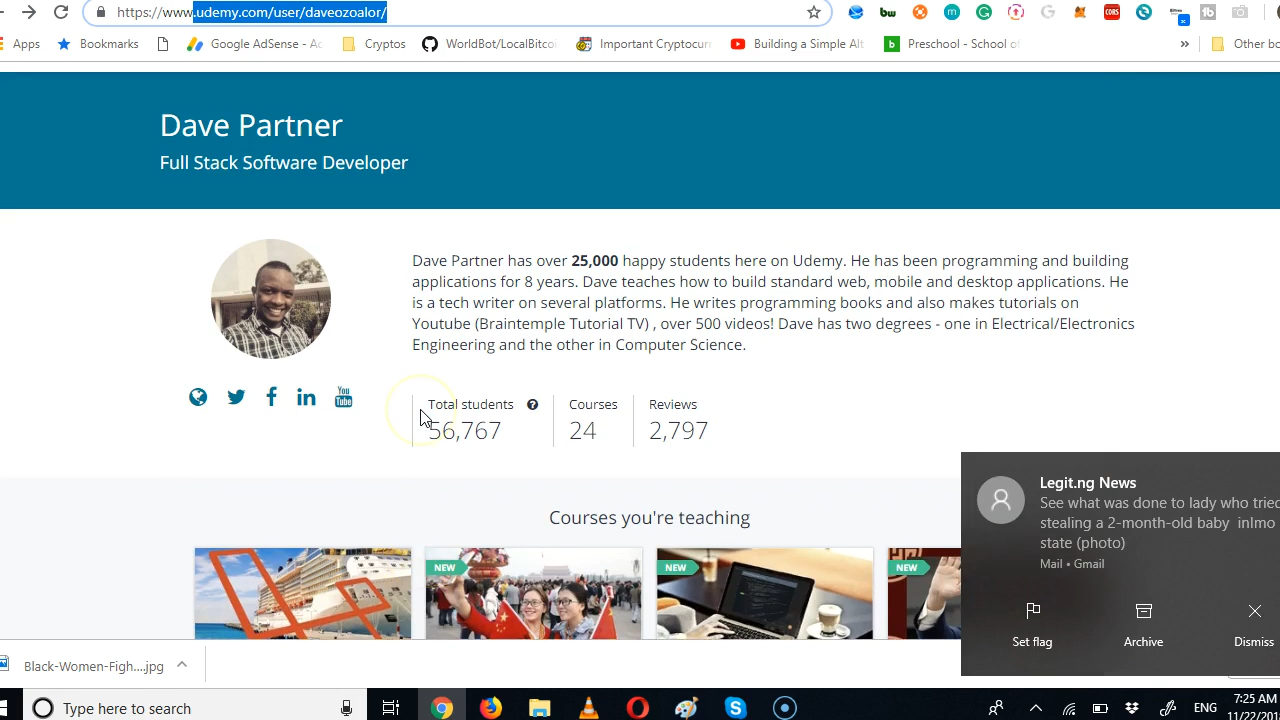 https://www.udemy.com/user/daveozoalor/
bw
m
CORS
tb
Apps
Bookmarks
Google AdSense - Ac
Cryptos
WorldBot/LocalBitco
Important Cryptocurr
Building a Simple Alt
b
Preschool - School of
»
Other bo
Dave Partner
Full Stack Software Developer
Dave Partner has over 25,000 happy students here on Udemy. He has been programming and building
applications for 8 years. Dave teaches how to build standard web, mobile and desktop applications. He
is a tech writer on several platforms. He writes programming books and also makes tutorials on
Youtube (Braintemple Tutorial TV) , over 500 videos! Dave has two degrees - one in Electrical/Electronics
Engineering and the other in Computer Science.
You
Tube
Total students
Courses
Reviews
56,767
24
2,797
Courses you're teaching
NEW
NEW
NEW
Legit.ng News
See what was done to lady who tried
stealing a 2-month-old baby  inImo
state (photo)
Mail • Gmail
Set flag
Archive
Dismiss
Black-Women-Figh....jpg
Type here to search
ENG
7:25 AM
11/22/201